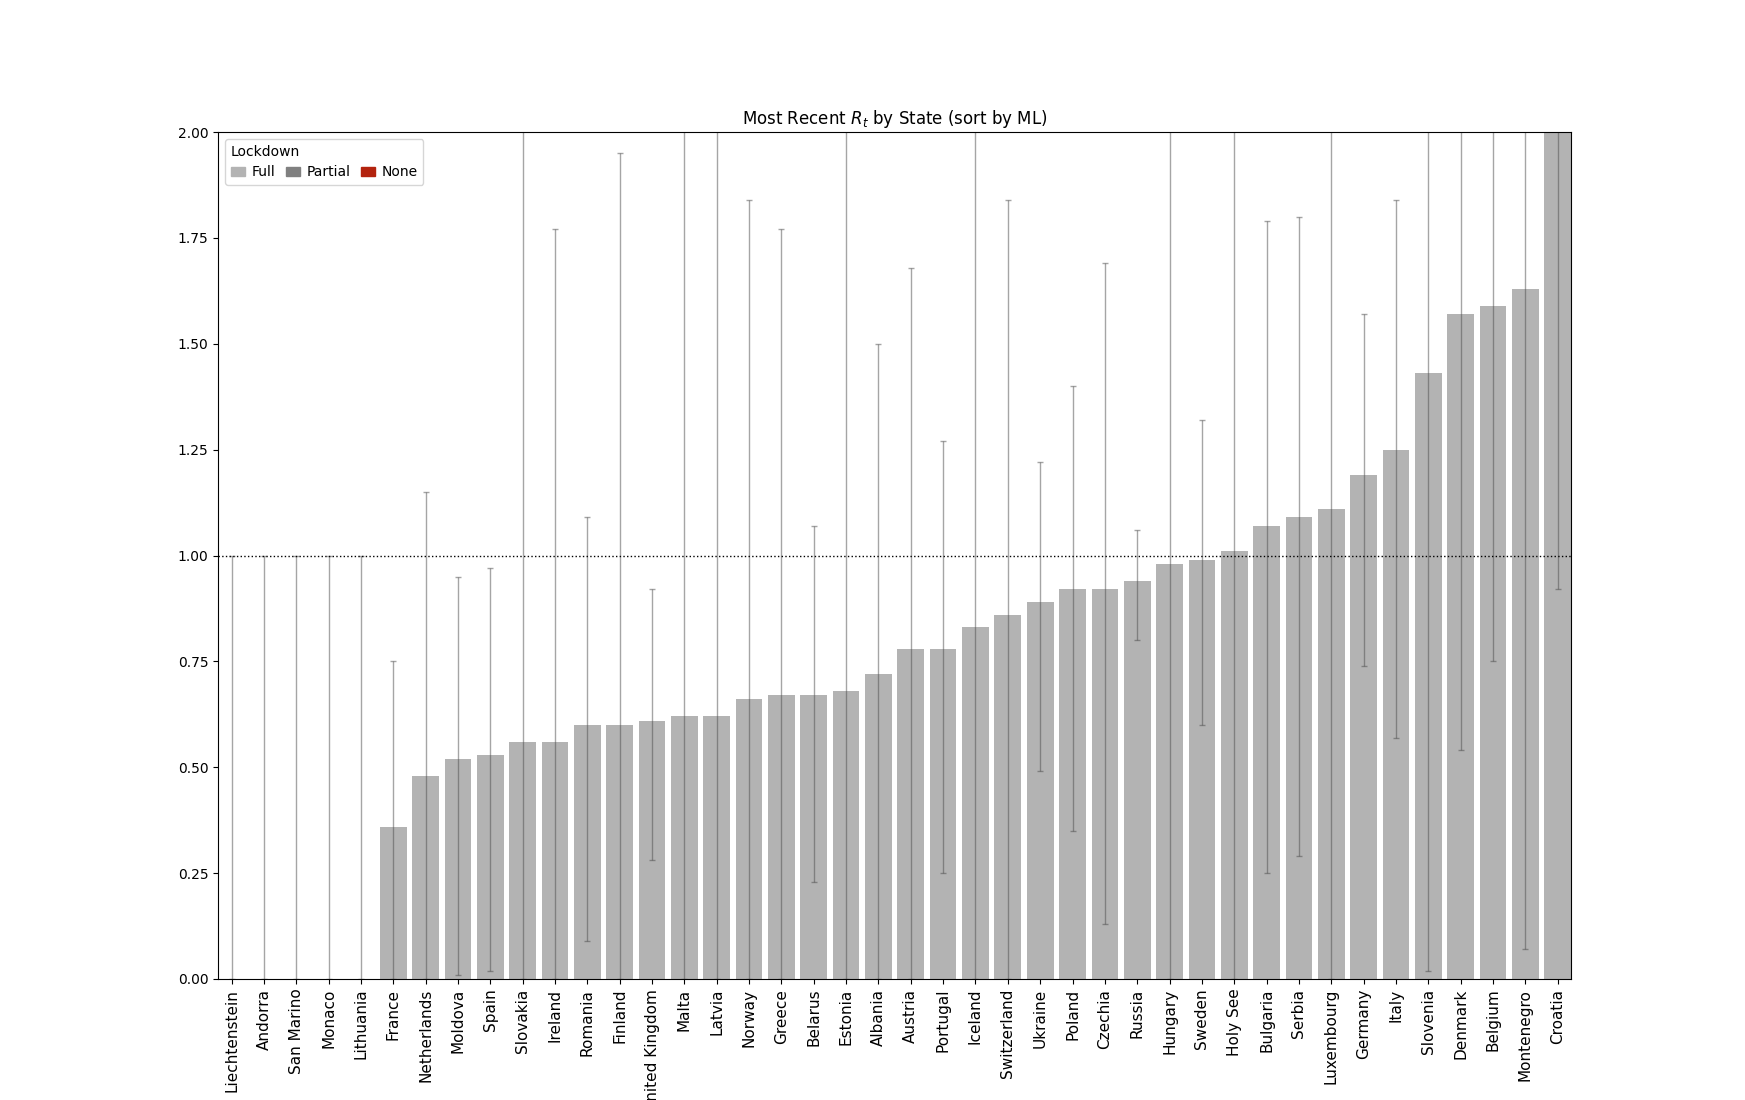 Most Recent R_t by State (sort by ML)
Lockdown
Full Partial None
2.00
1.75
1.50
1.25
1.00
0.75
0.50
0.25
0.00
Liechtenstein
Andorra
San Marino
Monaco
Lithuania
France
Netherlands
Moldova
Spain
Slovakia
Ireland
Romania
Finland
nited Kingdom
Malta
Latvia
Norway
Greece
Belarus
Estonia
Albania
Austria
Portugal
Iceland
Switzerland
Ukraine
Poland
Czechia
Russia
Hungary
Sweden
Holy See
Bulgaria
Serbia
Luxembourg
Germany
Italy
Slovenia
Denmark
Belgium
Montenegro
Croatia